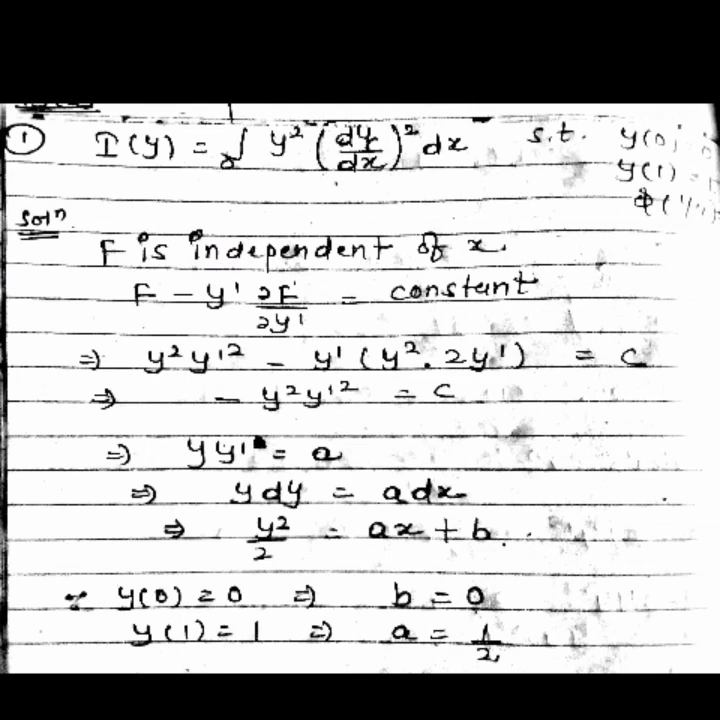 ① I(y) = ₀∫ y² (dy/dx)² dx s.t. y(0)
y(1) =
φ(1/
Solⁿ
F is independent of x.
F − y' ∂F/∂y' = constant
⇒ y²y'² − y'(y². 2y') = c
⇒ − y²y'² = c
⇒ yy' = a
⇒ ydy = adx
⇒ y²/2 = ax + b.
∵ y(0) = 0 ⇒ b = 0
y(1) = 1 ⇒ a = 1/2